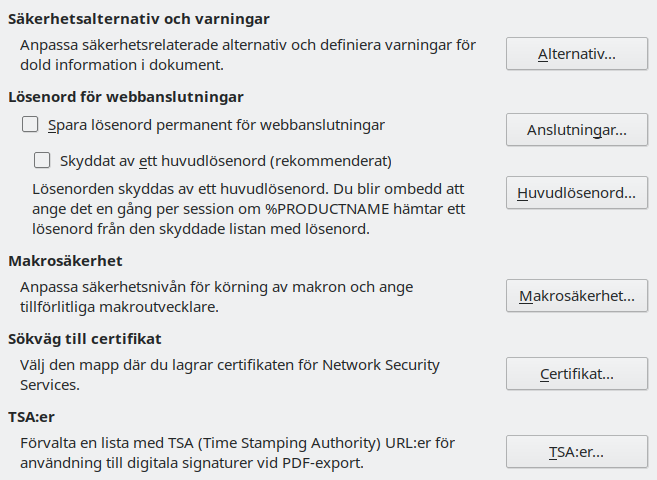 Säkerhetsalternativ och varningar
Anpassa säkerhetsrelaterade alternativ och definiera varningar för
dold information i dokument.
Alternativ...
Lösenord för webbanslutningar
Spara lösenord permanent för webbanslutningar
Anslutningar...
Skyddat av ett huvudlösenord (rekommenderat)
Lösenorden skyddas av ett huvudlösenord. Du blir ombedd att
ange det en gång per session om %PRODUCTNAME hämtar ett
lösenord från den skyddade listan med lösenord.
Huvudlösenord...
Makrosäkerhet
Anpassa säkerhetsnivån för körning av makron och ange
tillförlitliga makroutvecklare.
Makrosäkerhet...
Sökväg till certifikat
Välj den mapp där du lagrar certifikaten för Network Security
Services.
Certifikat...
TSA:er
Förvalta en lista med TSA (Time Stamping Authority) URL:er för
användning till digitala signaturer vid PDF-export.
TSA:er...